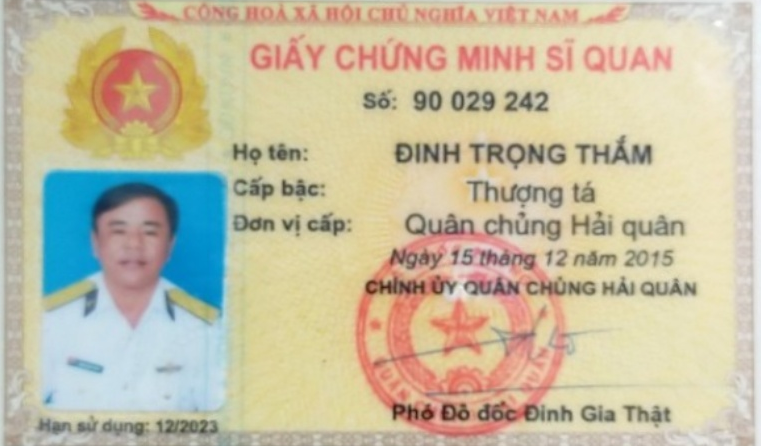 CỘNG HOÀ XÃ HỘI CHỦ NGHĨA VIỆT NAM
GIẤY CHỨNG MINH SĨ QUAN
Số: 90 029 242
Họ tên: ĐINH TRỌNG THẮM
Cấp bậc: Thượng tá
Đơn vị cấp: Quân chủng Hải quân
Ngày 15 tháng 12 năm 2015
CHÍNH ỦY QUÂN CHỦNG HẢI QUÂN
Phó Đô đốc Đinh Gia Thật
Hạn sử dụng: 12/2023